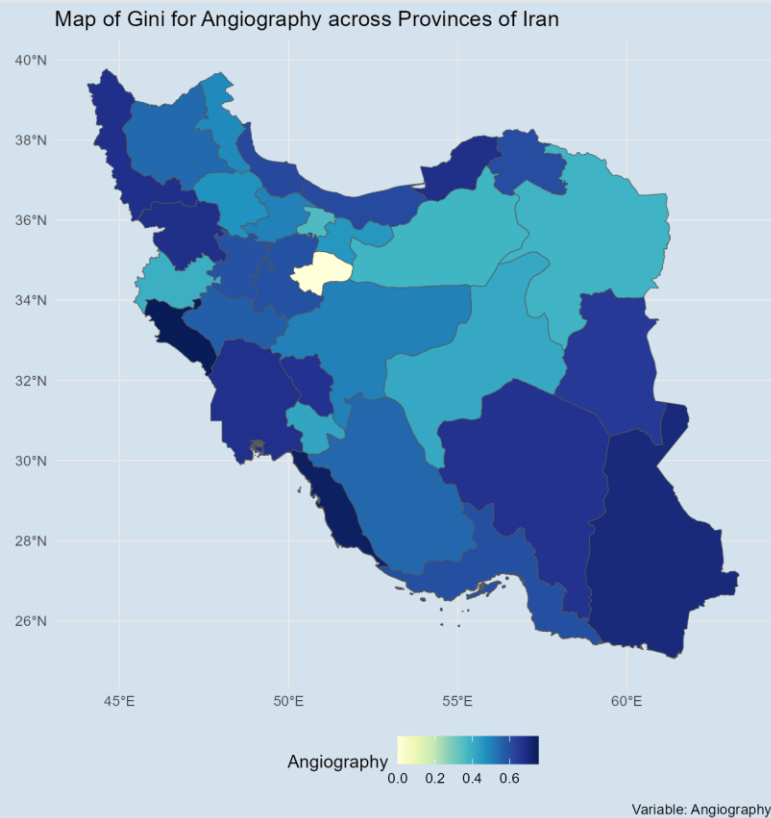 Map of Gini for Angiography across Provinces of Iran
40°N
38°N
36°N
34°N
32°N
30°N
28°N
26°N
45°E 50°E 55°E 60°E
Angiography
0.0 0.2 0.4 0.6
Variable: Angiography